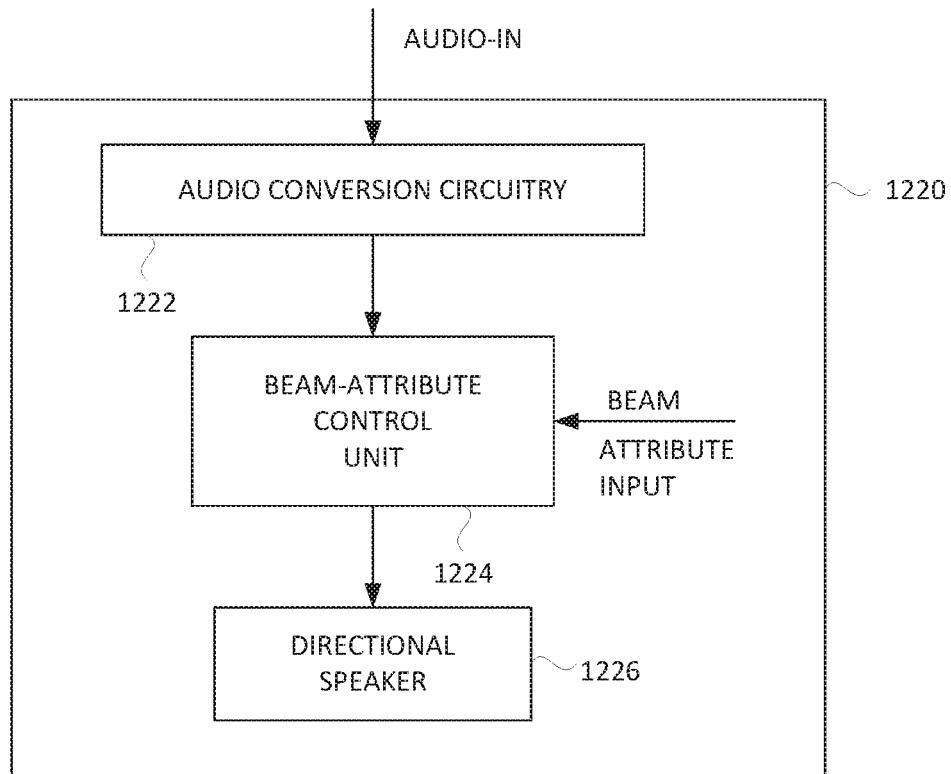 AUDIO-IN
AUDIO CONVERSION CIRCUITRY
1220
1222
BEAM-ATTRIBUTE
CONTROL
UNIT
BEAM
ATTRIBUTE
INPUT
1224
DIRECTIONAL
SPEAKER
1226